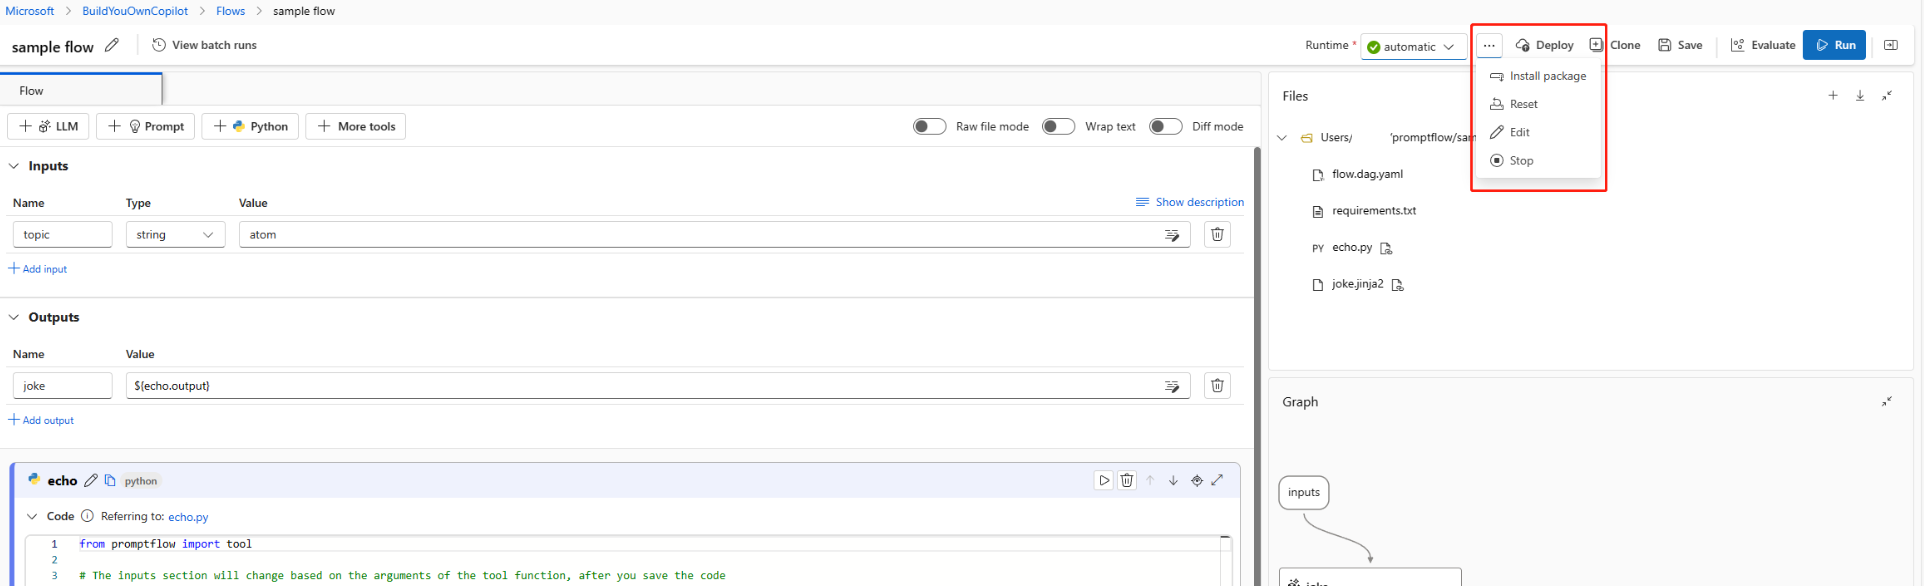 Microsoft > BuildYouOwnCopilot > Flows > sample flow
sample flow
View batch runs
Runtime *
automatic
...
Deploy
Clone
Save
Evaluate
Run
Install package
Reset
Edit
Stop
Flow
+ LLM
+ Prompt
+ Python
+ More tools
Raw file mode
Wrap text
Diff mode
Inputs
Name Type Value
Show description
topic string atom
+ Add input
Outputs
Name Value
joke ${echo.output}
+ Add output
echo python
Code Referring to: echo.py
1 from promptflow import tool
2
3 # The inputs section will change based on the arguments of the tool function, after you save the code
Files
Users/ 'promptflow/sam
flow.dag.yaml
requirements.txt
PY echo.py
joke.jinja2
Graph
inputs
joke